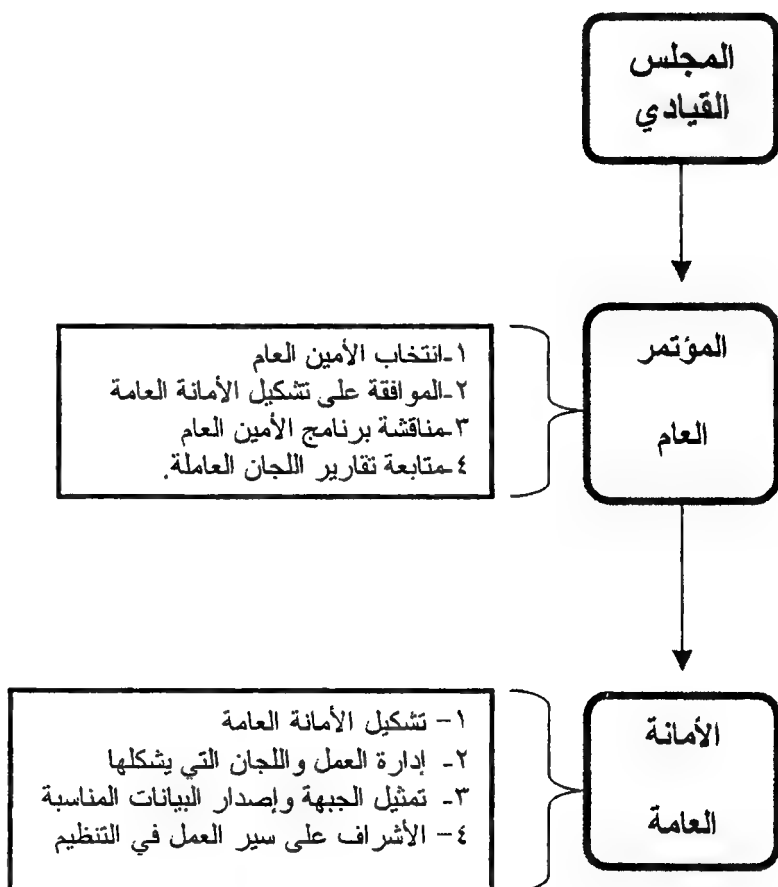 المجلس
القيادي
المؤتمر
العام
١-انتخاب الأمين العام
٢-الموافقة على تشكيل الأمانة العامة
٣-مناقشة برنامج الأمين العام
٤-متابعة تقارير اللجان العاملة.
الأمانة
العامة
١- تشكيل الأمانة العامة
٢- إدارة العمل واللجان التي يشكلها
٣- تمثيل الجبهة وإصدار البيانات المناسبة
٤- الأشراف على سير العمل في التنظيم